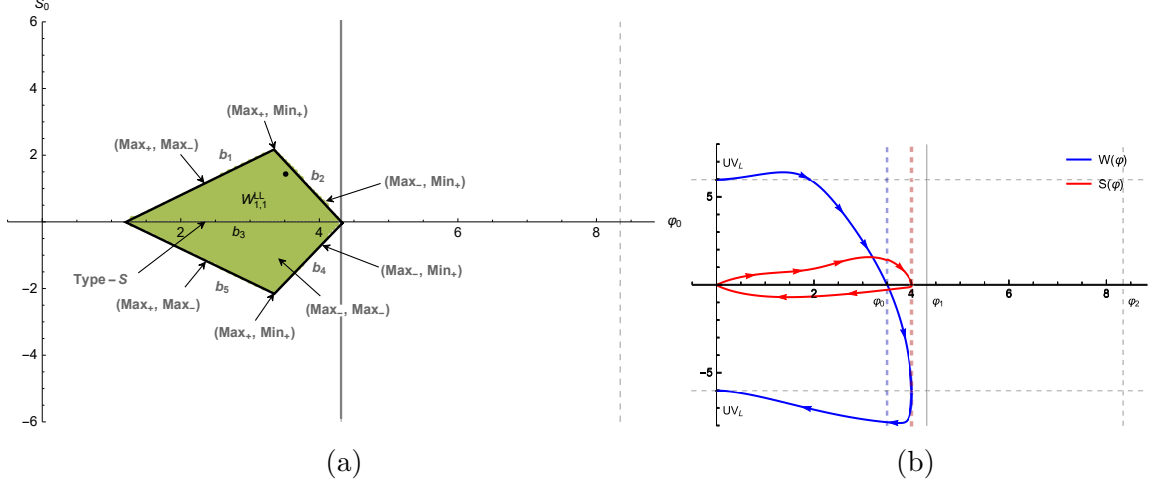 S₀
6
4
2
−2
−4
−6
2
4
6
8
φ₀
(Max₊, Min₊)
(Max₊, Max₋)
b₁
b₂
(Max₋, Min₊)
W₁,₁ᴸᴸ
b₃
Type−S
b₄
(Max₋, Min₊)
b₅
(Max₊, Max₋)
(Max₋, Max₋)
(Max₊, Min₊)
(a)
W(φ)
S(φ)
UV_L
5
2
4
6
8
φ₀
φ₁
φ₂
−5
UV_L
(b)